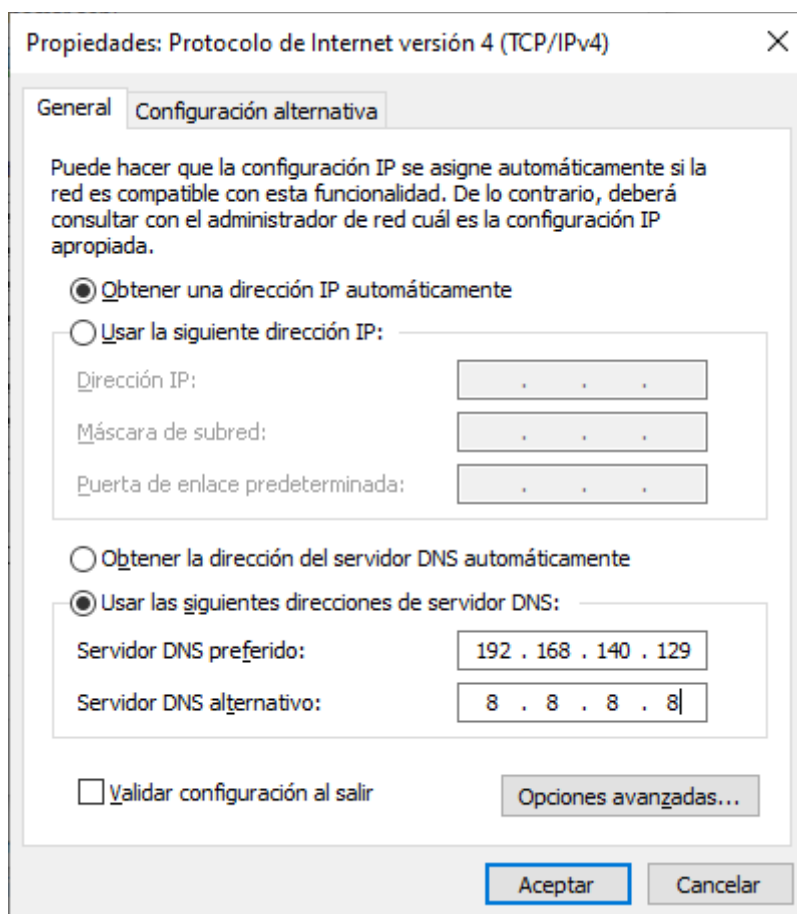 Propiedades: Protocolo de Internet versión 4 (TCP/IPv4)
General
Configuración alternativa
Puede hacer que la configuración IP se asigne automáticamente si la
red es compatible con esta funcionalidad. De lo contrario, deberá
consultar con el administrador de red cuál es la configuración IP
apropiada.
Obtener una dirección IP automáticamente
Usar la siguiente dirección IP:
Dirección IP:
Máscara de subred:
Puerta de enlace predeterminada:
Obtener la dirección del servidor DNS automáticamente
Usar las siguientes direcciones de servidor DNS:
Servidor DNS preferido: 192 . 168 . 140 . 129
Servidor DNS alternativo: 8 . 8 . 8 . 8
Validar configuración al salir
Opciones avanzadas...
Aceptar
Cancelar